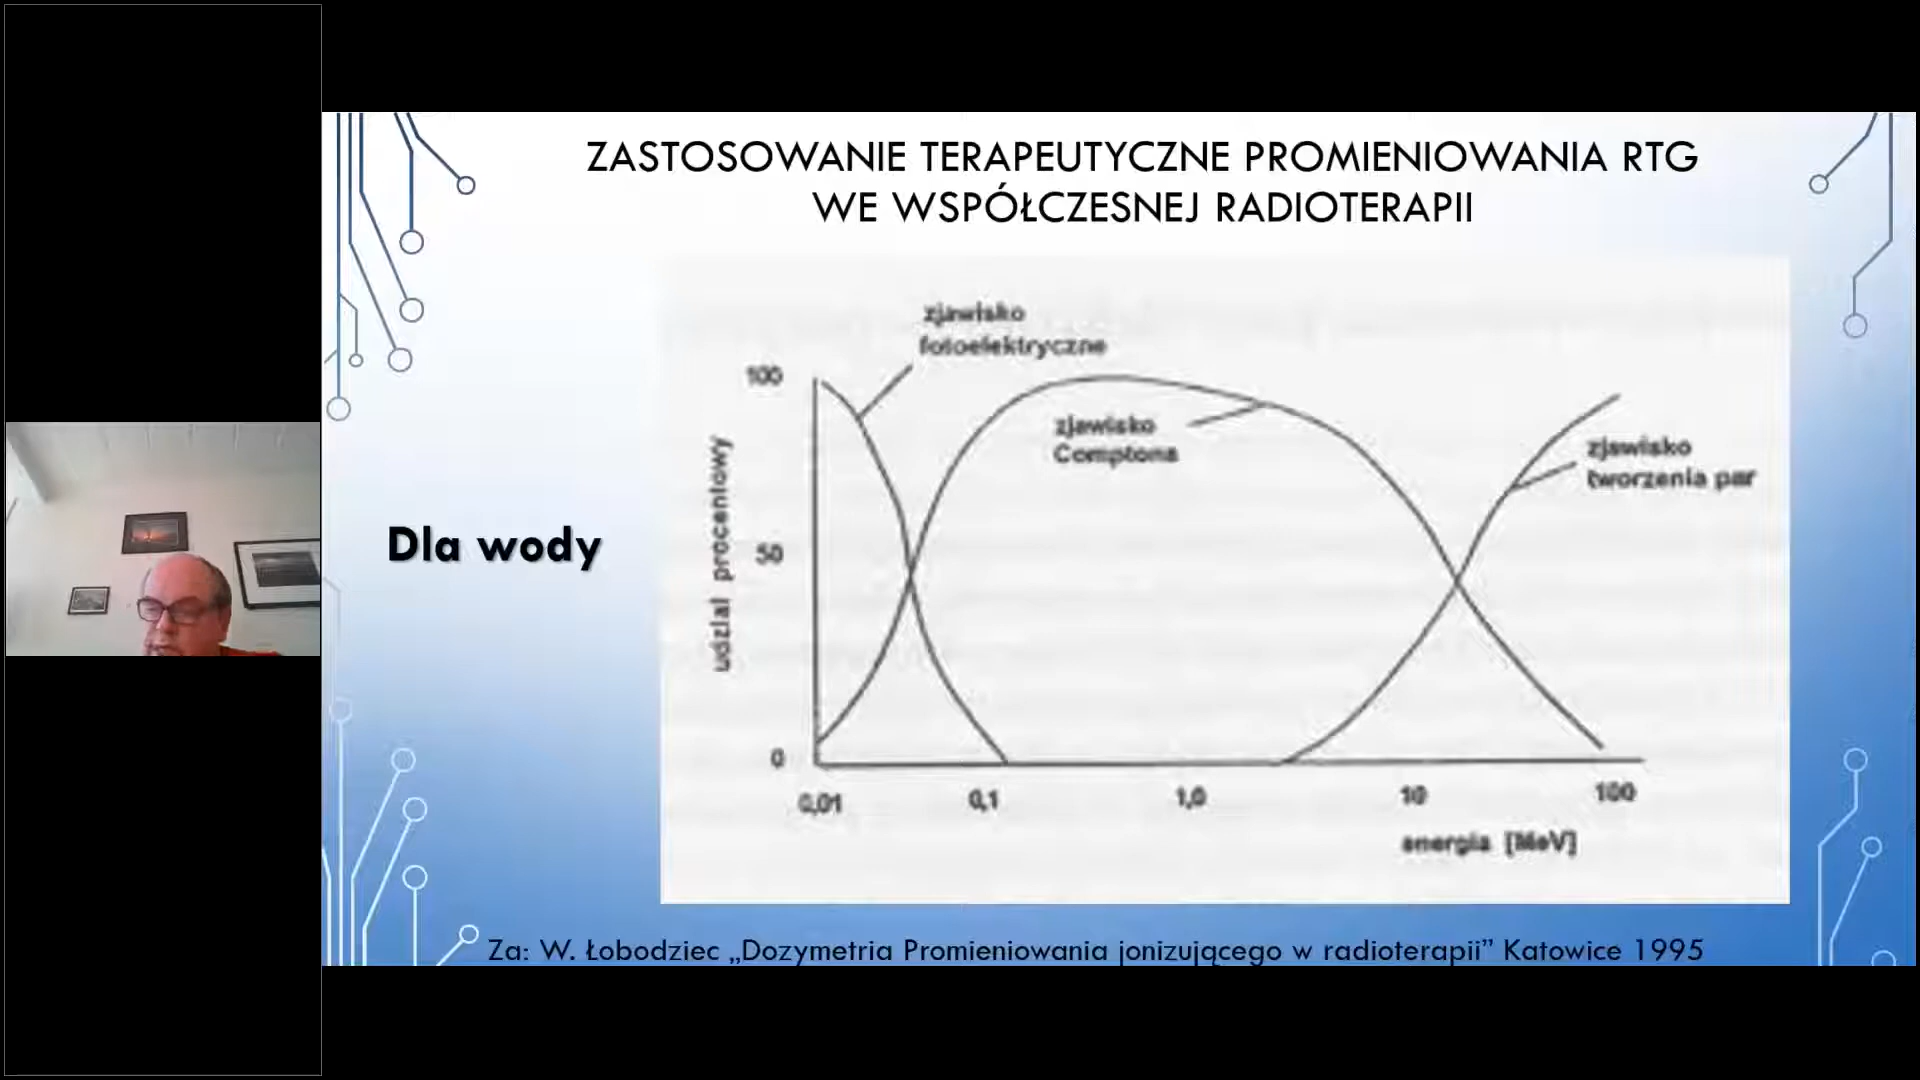 ZASTOSOWANIE TERAPEUTYCZNE PROMIENIOWANIA RTG
WE WSPÓŁCZESNEJ RADIOTERAPII
Dla wody
zjawisko
fotoelektryczne
zjawisko
Comptona
zjawisko
tworzenia par
udział procentowy
100
50
0
0,01
0,1
1,0
10
100
energia [MeV]
Za: W. Łobodziec „Dozymetria Promieniowania jonizującego w radioterapii” Katowice 1995